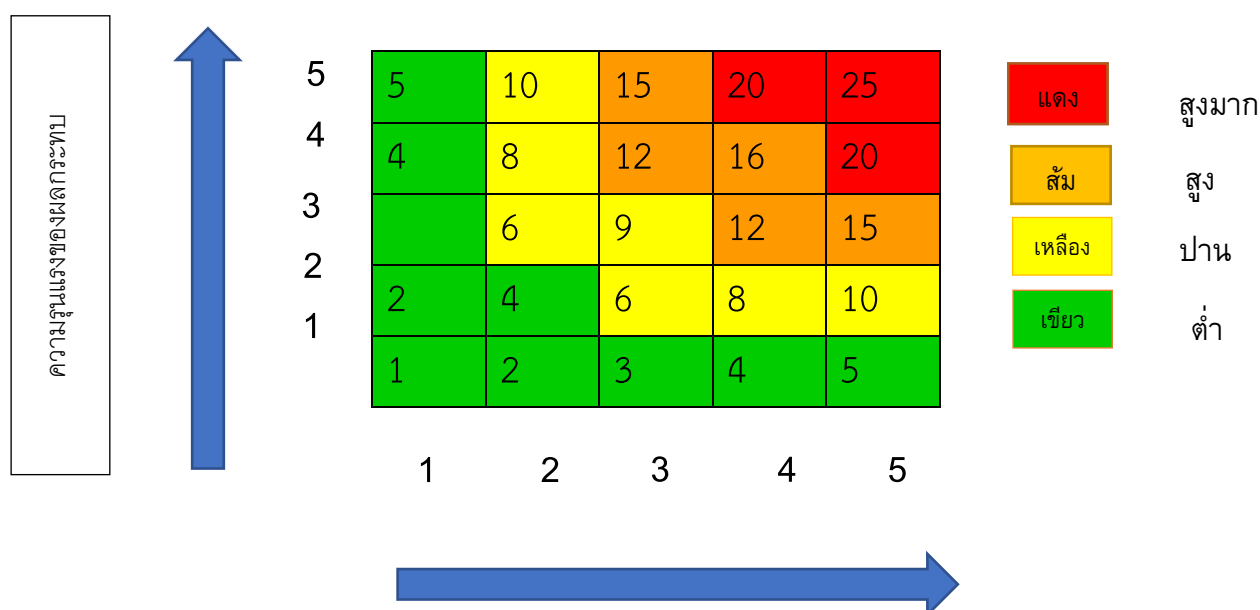 ความรุนแรงของผลกระทบ
5
4
3
2
1
5 10 15 20 25
4 8 12 16 20
6 9 12 15
2 4 6 8 10
1 2 3 4 5
1 2 3 4 5
แดง สูงมาก
ส้ม สูง
เหลือง ปาน
เขียว ต่ำ